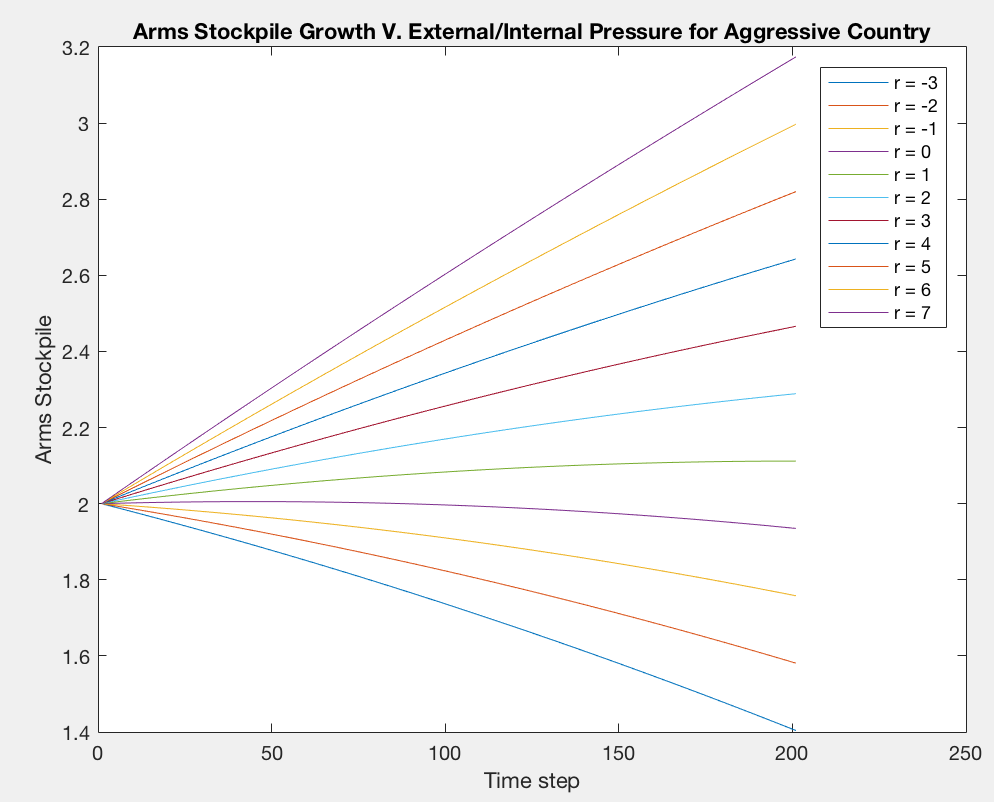 Arms Stockpile Growth V. External/Internal Pressure for Aggressive Country
3.2
3
2.8
2.6
2.4
2.2
2
1.8
1.6
1.4
Arms Stockpile
r = -3
r = -2
r = -1
r = 0
r = 1
r = 2
r = 3
r = 4
r = 5
r = 6
r = 7
0 50 100 150 200 250
Time step